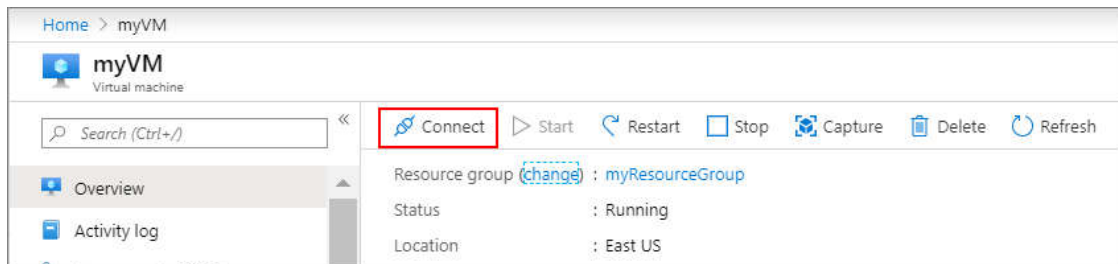 Home > myVM
myVM
Virtual machine
Search (Ctrl+/)
«
Connect Start Restart Stop Capture Delete Refresh
Overview
Activity log
Resource group (change) : myResourceGroup
Status : Running
Location : East US